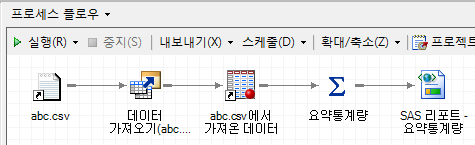 프로세스 플로우
실행(R) 중지(S) 내보내기(X) 스케줄(D) 확대/축소(Z) 프로젝트
abc.csv
데이터
가져오기(abc....
abc.csv에서
가져온 데이터
요약통계량
SAS 리포트 -
요약통계량